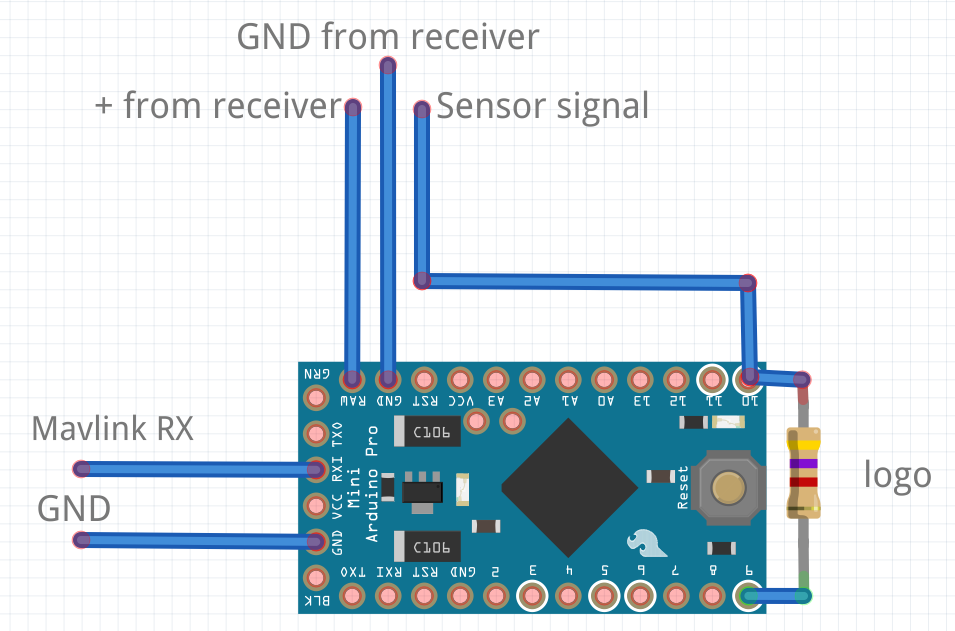 GND from receiver
+ from receiver
Sensor signal
GRN
RAW GND RST VCC A3 A2 A1 A0 13 12 11 10
Mavlink RX
GND
TXO
RXI
VCC
GND
Mini
Arduino Pro
C106
C106
Reset
logo
BLK
TXO RXI RST GND 2 3 4 5 6 7 8 9